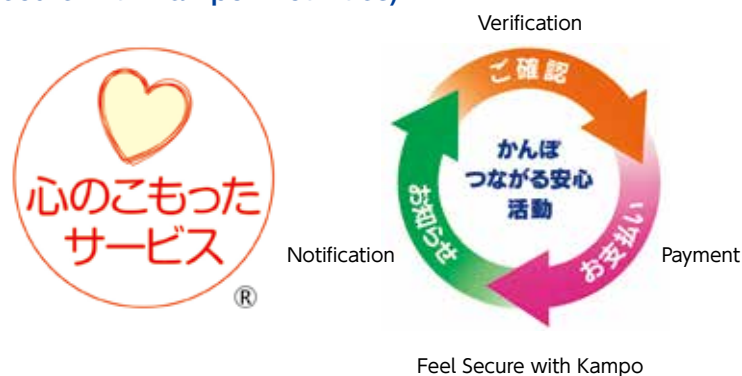 Verification
心のこもった
サービス
®
ご確認
かんぽ
つながる安心
活動
お知らせ
お支払い
Notification
Payment
Feel Secure with Kampo